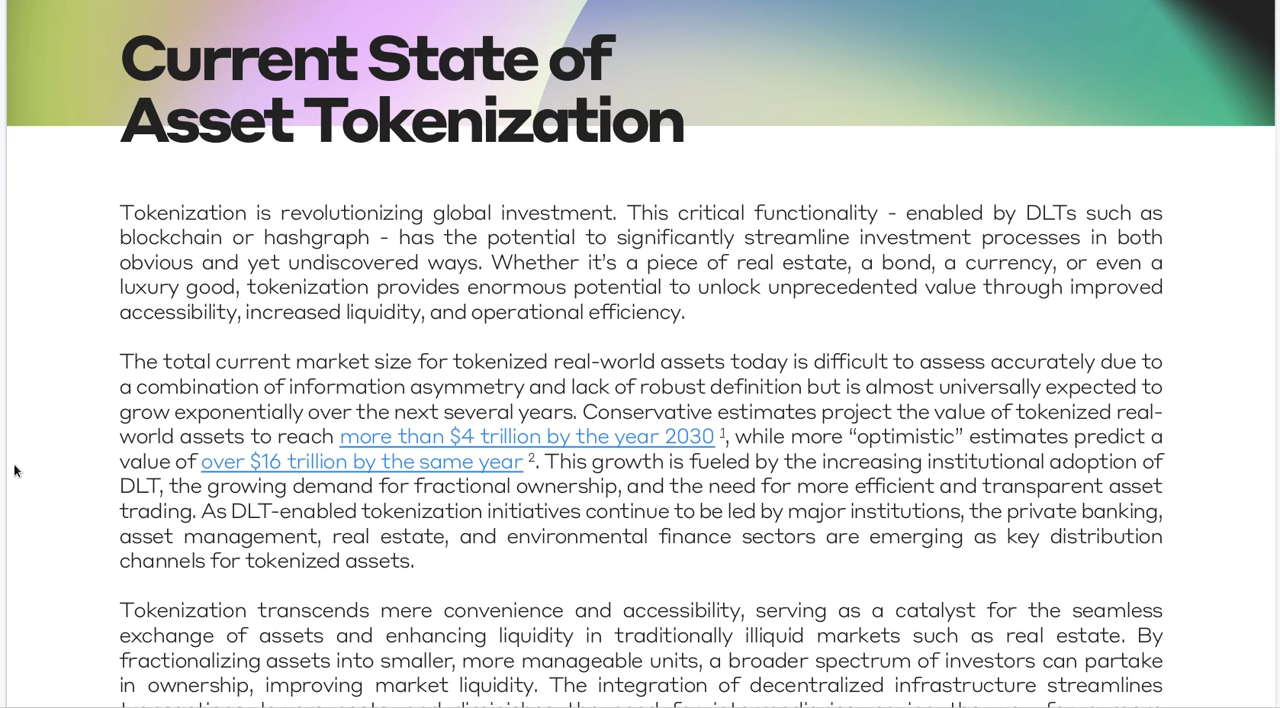 Current State of
Asset Tokenization
Tokenization is revolutionizing global investment. This critical functionality - enabled by DLTs such as
blockchain or hashgraph - has the potential to significantly streamline investment processes in both
obvious and yet undiscovered ways. Whether it’s a piece of real estate, a bond, a currency, or even a
luxury good, tokenization provides enormous potential to unlock unprecedented value through improved
accessibility, increased liquidity, and operational efficiency.
The total current market size for tokenized real-world assets today is difficult to assess accurately due to
a combination of information asymmetry and lack of robust definition but is almost universally expected to
grow exponentially over the next several years. Conservative estimates project the value of tokenized real-
world assets to reach more than $4 trillion by the year 2030 ¹, while more “optimistic” estimates predict a
value of over $16 trillion by the same year ². This growth is fueled by the increasing institutional adoption of
DLT, the growing demand for fractional ownership, and the need for more efficient and transparent asset
trading. As DLT-enabled tokenization initiatives continue to be led by major institutions, the private banking,
asset management, real estate, and environmental finance sectors are emerging as key distribution
channels for tokenized assets.
Tokenization transcends mere convenience and accessibility, serving as a catalyst for the seamless
exchange of assets and enhancing liquidity in traditionally illiquid markets such as real estate. By
fractionalizing assets into smaller, more manageable units, a broader spectrum of investors can partake
in ownership, improving market liquidity. The integration of decentralized infrastructure streamlines